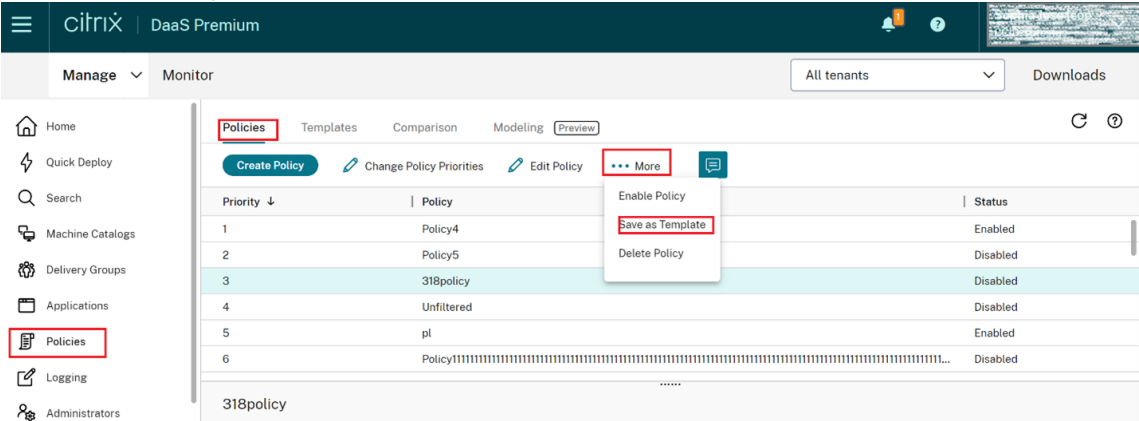 citrix | DaaS Premium 1
Manage Monitor All tenants Downloads
Home
Quick Deploy
Search
Machine Catalogs
Delivery Groups
Applications
Policies
Logging
Administrators
Policies Templates Comparison Modeling Preview
Create Policy Change Policy Priorities Edit Policy ••• More
Enable Policy
Save as Template
Delete Policy
Priority ↓ Policy Status
1 Policy4 Enabled
2 Policy5 Disabled
3 318policy Disabled
4 Unfiltered Disabled
5 pl Enabled
6 Disabled
318policy